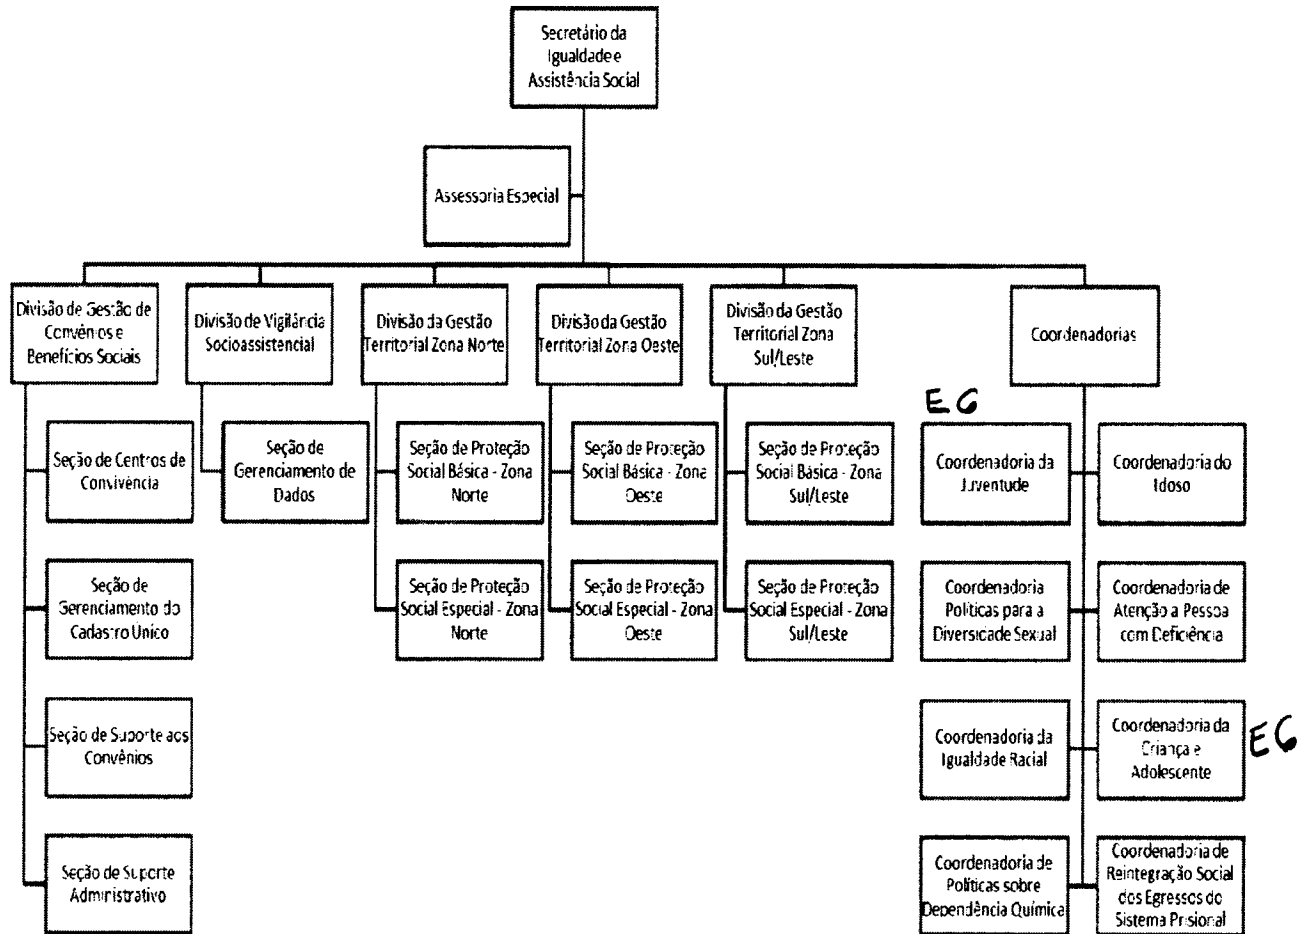 Secretário da
Igualdade e
Assistência Social
Assessoria Especial
Divisão de Gestão de
Convênios e
Benefícios Sociais
Divisão de Vigilância
Socioassistencial
Divisão da Gestão
Territorial Zona Norte
Divisão da Gestão
Territorial Zona Oeste
Divisão da Gestão
Territorial Zona
Sul/Leste
Coordenadorias
Seção de Centros de
Convivência
Seção de
Gerenciamento do
Cadastro Único
Seção de Suporte aos
Convênios
Seção de Suporte
Administrativo
Seção de
Gerenciamento de
Dados
Seção de Proteção
Social Básica - Zona
Norte
Seção de Proteção
Social Especial - Zona
Norte
Seção de Proteção
Social Básica - Zona
Oeste
Seção de Proteção
Social Especial - Zona
Oeste
Seção de Proteção
Social Básica - Zona
Sul/Leste
Seção de Proteção
Social Especial - Zona
Sul/Leste
E6
Coordenadoria da
Juventude
Coordenadoria do
Idoso
Coordenadoria
Políticas para a
Diversidade Sexual
Coordenadoria de
Atenção a Pessoa
com Deficiência
Coordenadoria da
Igualdade Racial
Coordenadoria da
Criança e
Adolescente
E6
Coordenadoria de
Políticas sobre
Dependência Química
Coordenadoria de
Reintegração Social
dos Egressos do
Sistema Prisional